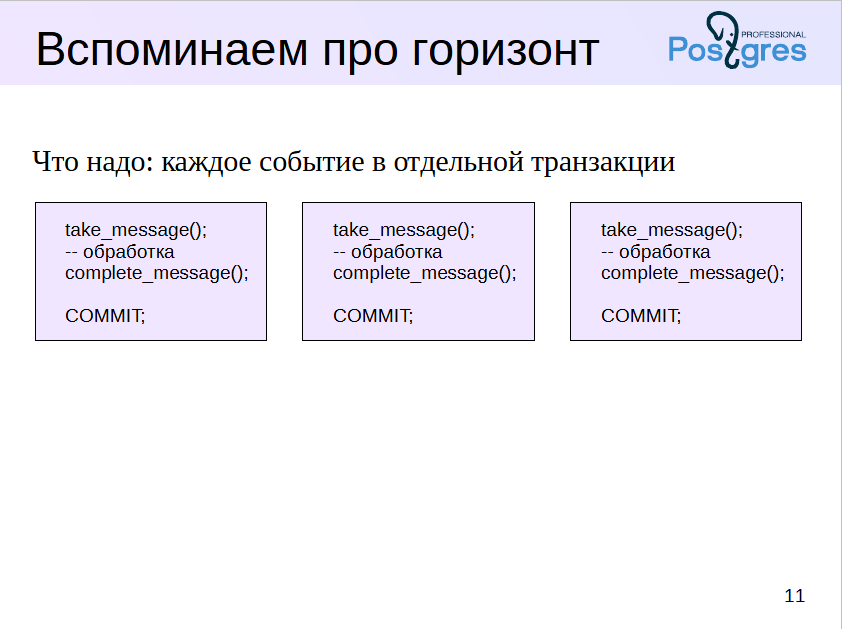 Вспоминаем про горизонт
PROFESSIONAL
Postgres
Что надо: каждое событие в отдельной транзакции
take_message();
-- обработка
complete_message();
COMMIT;
take_message();
-- обработка
complete_message();
COMMIT;
take_message();
-- обработка
complete_message();
COMMIT;
11